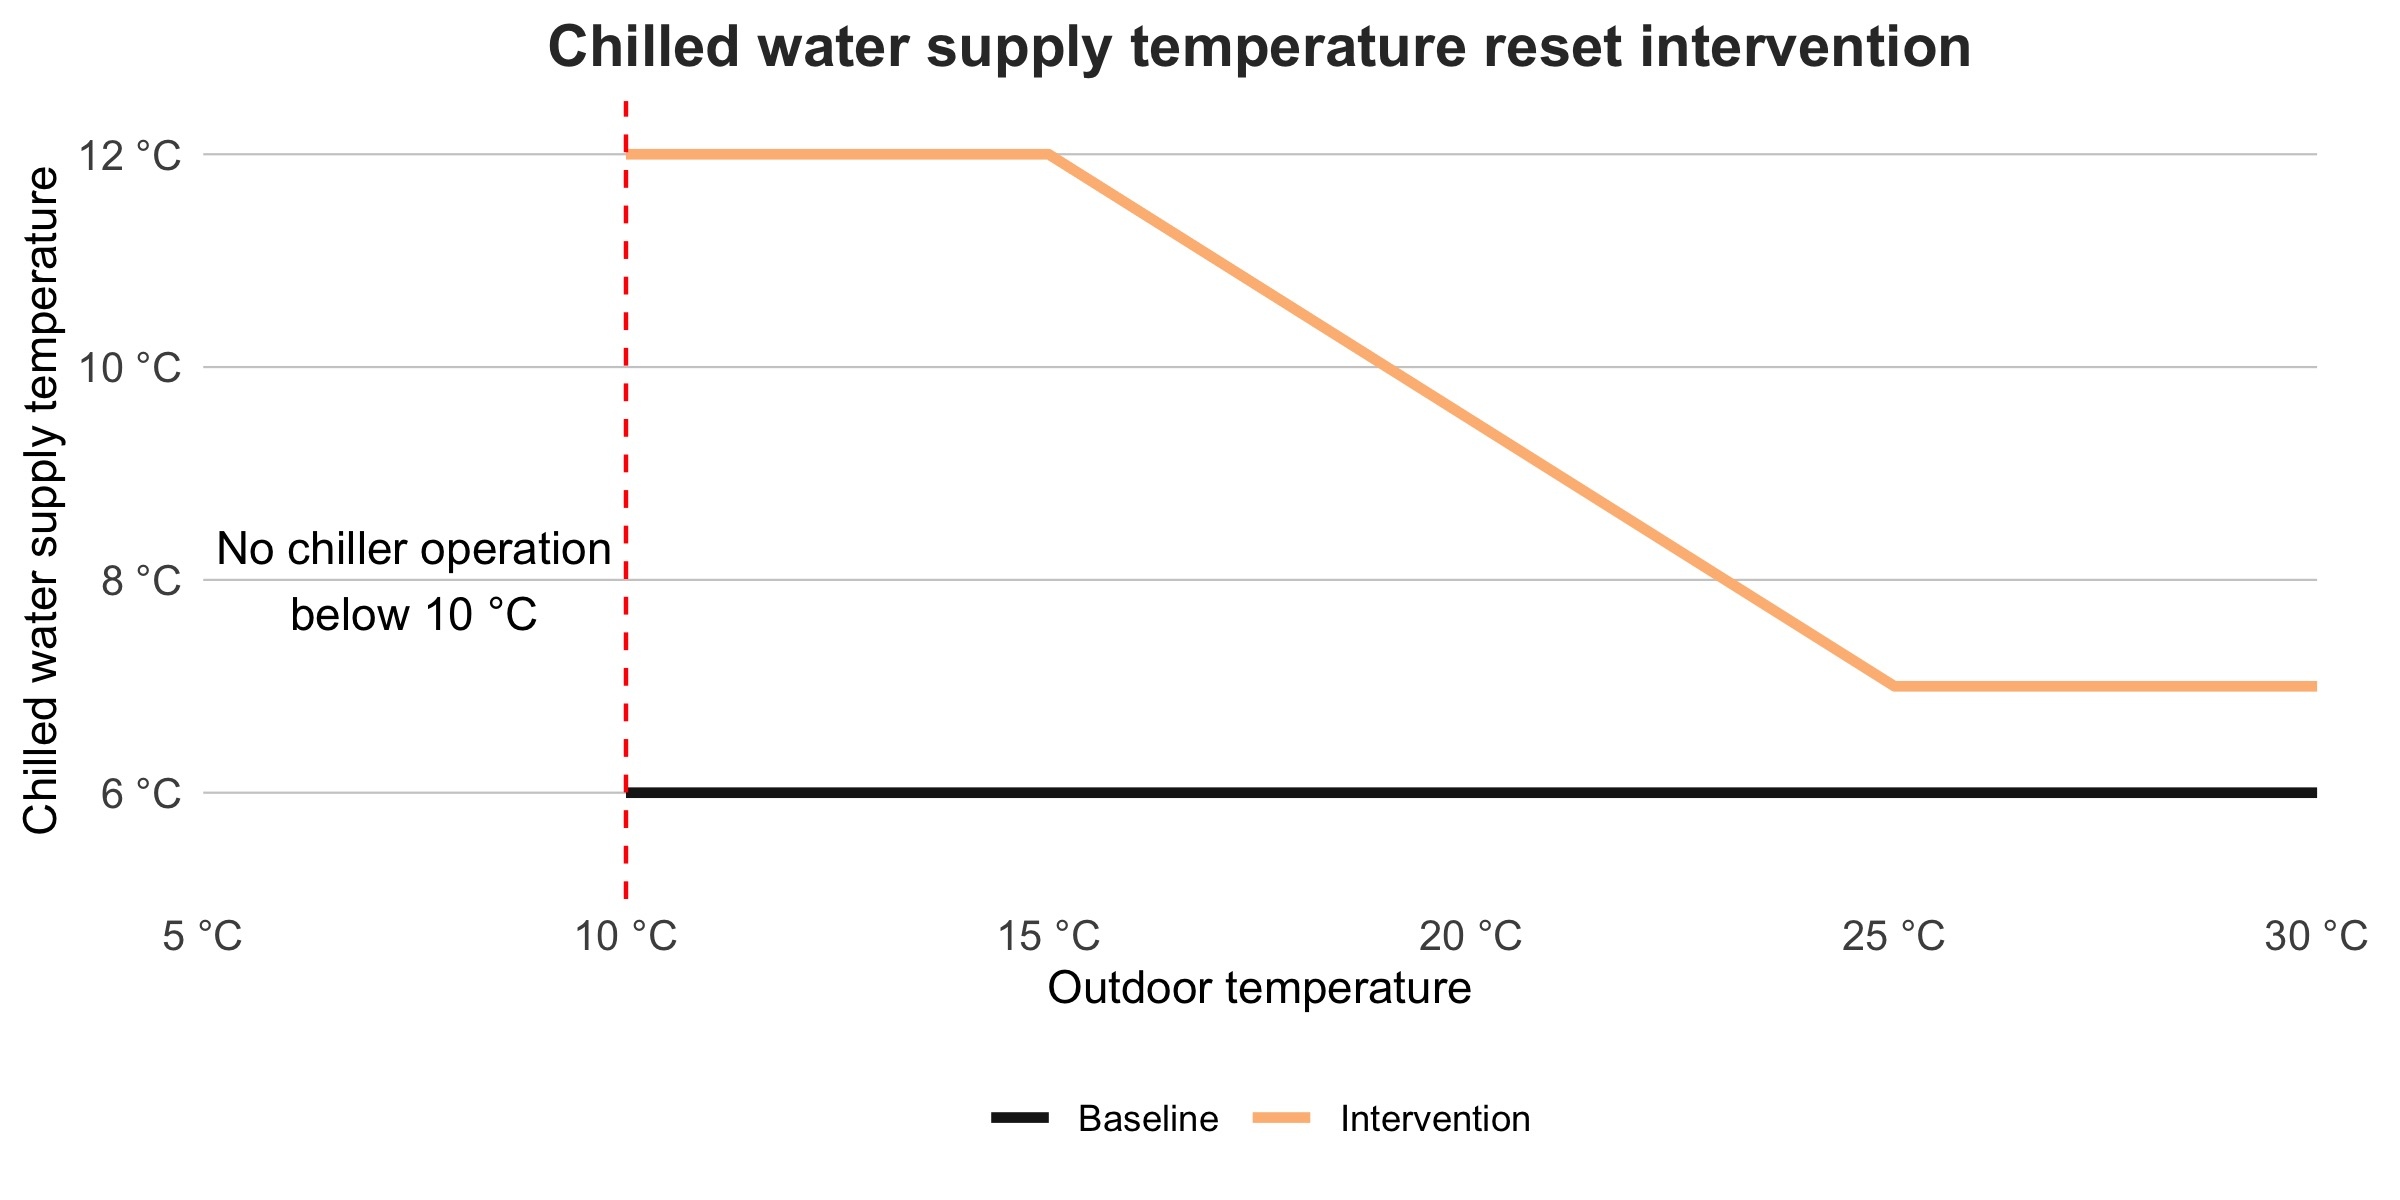 Chilled water supply temperature reset intervention
Chilled water supply temperature
12 °C
10 °C
8 °C
6 °C
No chiller operation
below 10 °C
5 °C
10 °C
15 °C
20 °C
25 °C
30 °C
Outdoor temperature
Baseline
Intervention